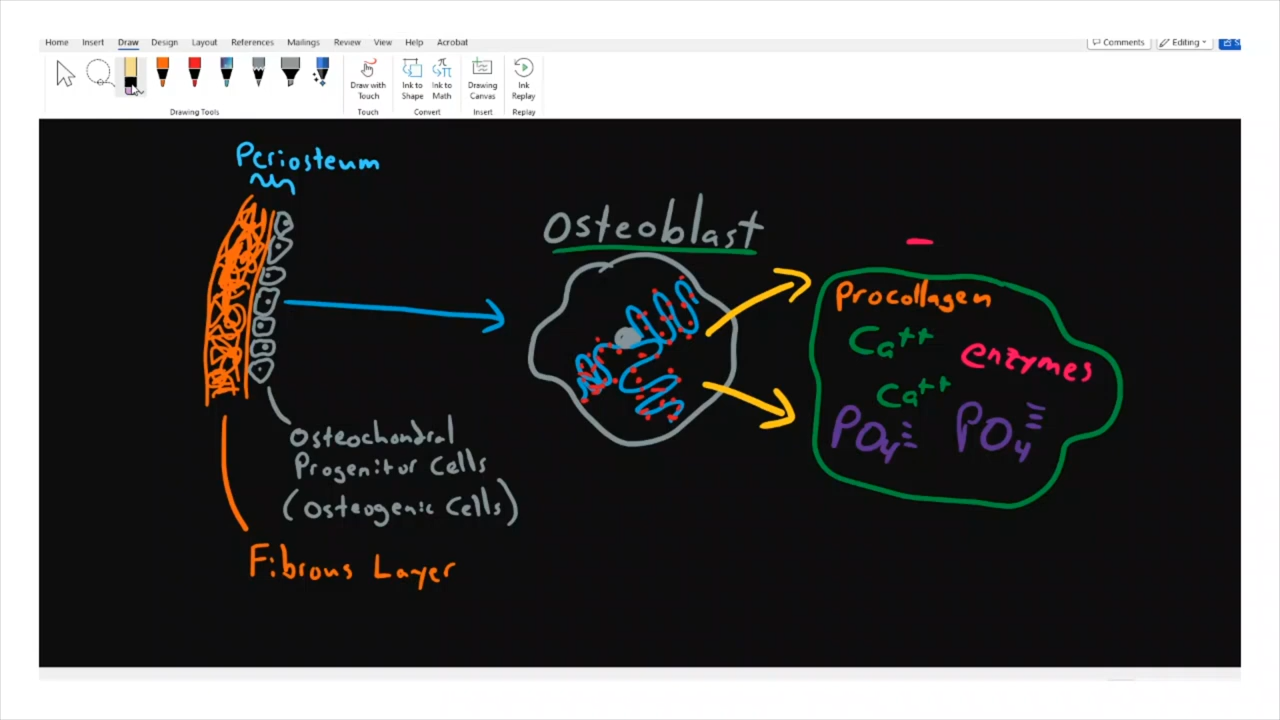 Home Insert Draw Design Layout References Mailings Review View Help Acrobat
Comments Editing
Draw with Touch
Ink to Shape
Ink to Math
Drawing Canvas
Ink Replay
Drawing Tools Touch Convert Insert Replay
Periosteum
Osteoblast
Procollagen
Ca++
enzymes
Ca++
PO4≡ PO4≡
Osteochondral
Progenitor Cells
(Osteogenic Cells)
Fibrous Layer